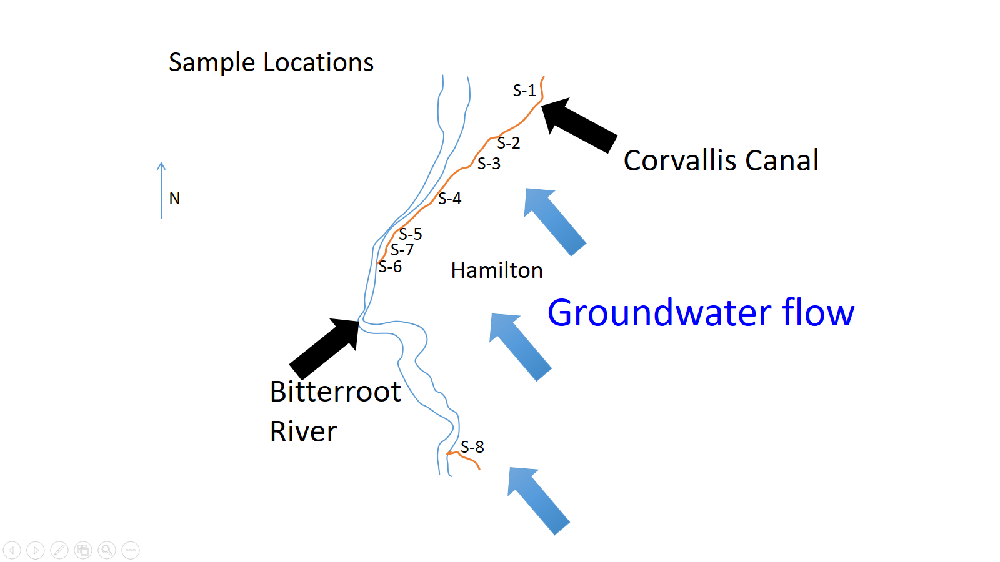 Sample Locations
S-1
S-2
Corvallis Canal
S-3
N
S-4
S-5
S-7
S-6
Hamilton
Groundwater flow
Bitterroot
River
S-8